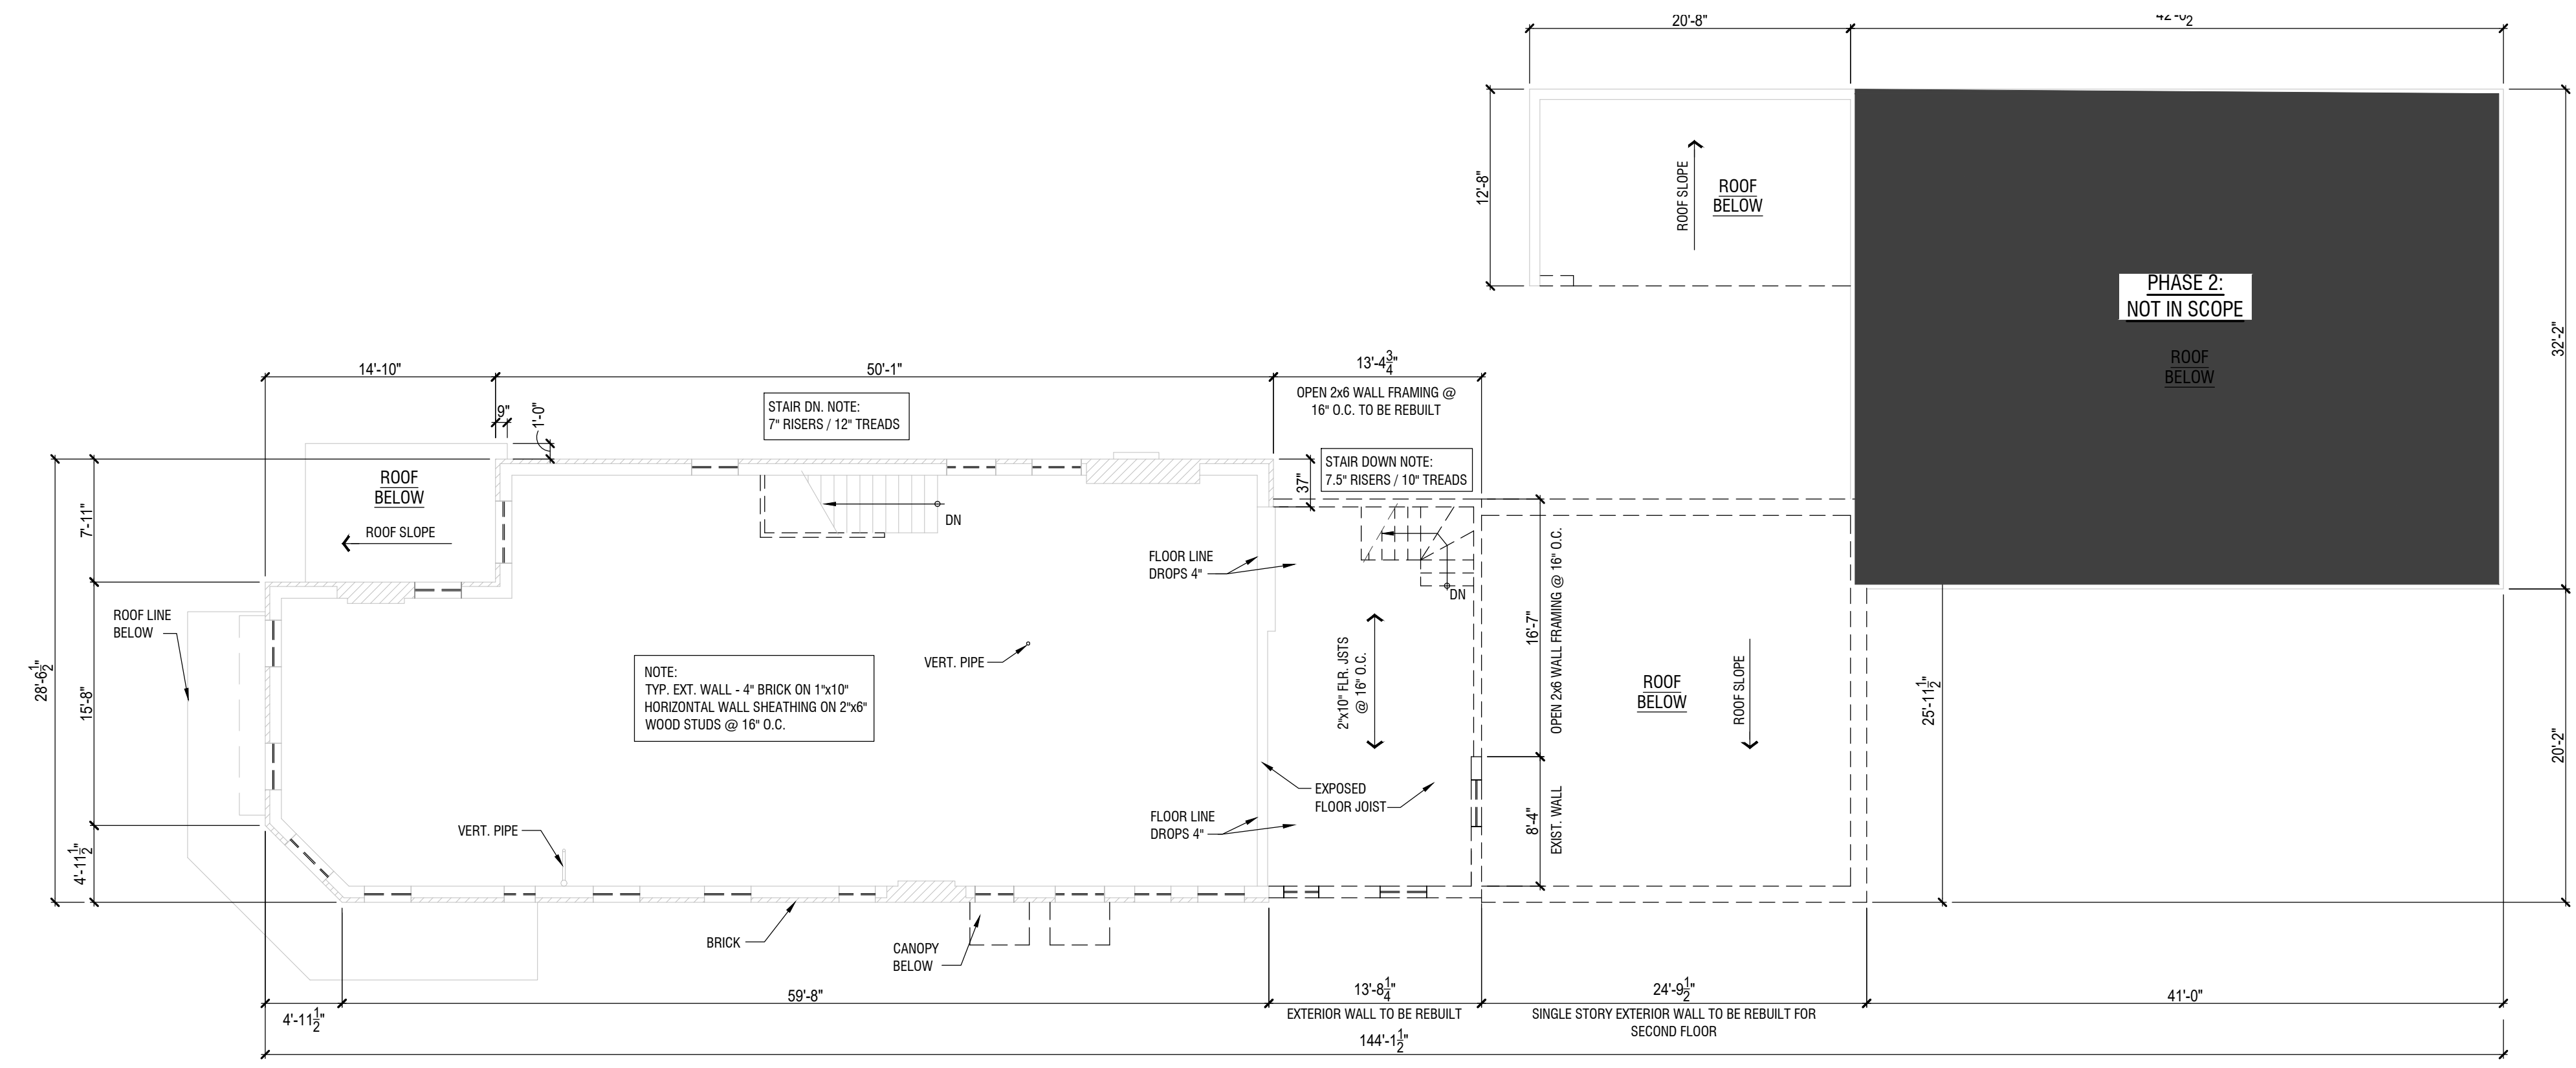 20'-8"
12'-8"
ROOF SLOPE
ROOF
BELOW
PHASE 2:
NOT IN SCOPE
ROOF
BELOW
32'-2"
14'-10"
50'-1"
13'-4 3/4"
OPEN 2x6 WALL FRAMING @
16" O.C. TO BE REBUILT
9"
1'-0"
STAIR DN. NOTE:
7" RISERS / 12" TREADS
STAIR DOWN NOTE:
7.5" RISERS / 10" TREADS
37"
ROOF
BELOW
ROOF SLOPE
7'-11"
DN
FLOOR LINE
DROPS 4"
DN
16'-7"
OPEN 2x6 WALL FRAMING @ 16" O.C.
ROOF LINE
BELOW
28'-6 1/2"
15'-8"
NOTE:
TYP. EXT. WALL - 4" BRICK ON 1"x10"
HORIZONTAL WALL SHEATHING ON 2"x6"
WOOD STUDS @ 16" O.C.
VERT. PIPE
2"x10" FLR. JSTS
@ 16" O.C.
ROOF
BELOW
ROOF SLOPE
25'-11 1/2"
20'-2"
EXPOSED
FLOOR JOIST
FLOOR LINE
DROPS 4"
8'-4"
EXIST. WALL
VERT. PIPE
4'-11 1/2"
BRICK
CANOPY
BELOW
4'-11 1/2"
59'-8"
13'-8 1/4"
EXTERIOR WALL TO BE REBUILT
24'-9 1/2"
SINGLE STORY EXTERIOR WALL TO BE REBUILT FOR
SECOND FLOOR
41'-0"
144'-1 1/2"